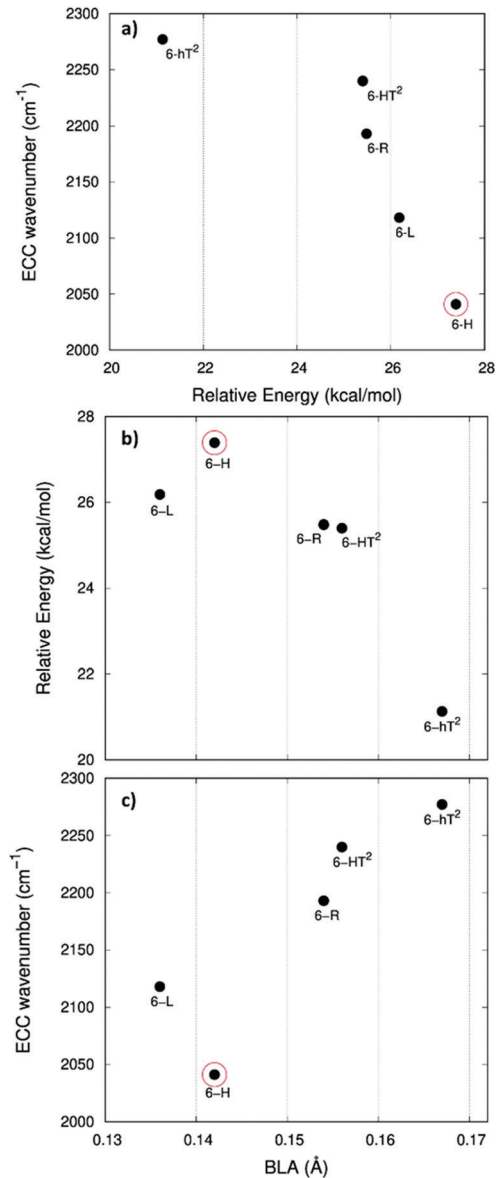 a)
2300
2250
2200
2150
2100
2050
2000
ECC wavenumber (cm⁻¹)
6-hT²
6-HT²
6-R
6-L
6-H
20 22 24 26 28
Relative Energy (kcal/mol)
b)
28
26
24
22
20
Relative Energy (kcal/mol)
6–H
6–L
6–R
6–HT²
6–hT²
c)
2300
2250
2200
2150
2100
2050
2000
ECC wavenumber (cm⁻¹)
6–hT²
6–HT²
6–R
6–L
6–H
0.13 0.14 0.15 0.16 0.17
BLA (Å)